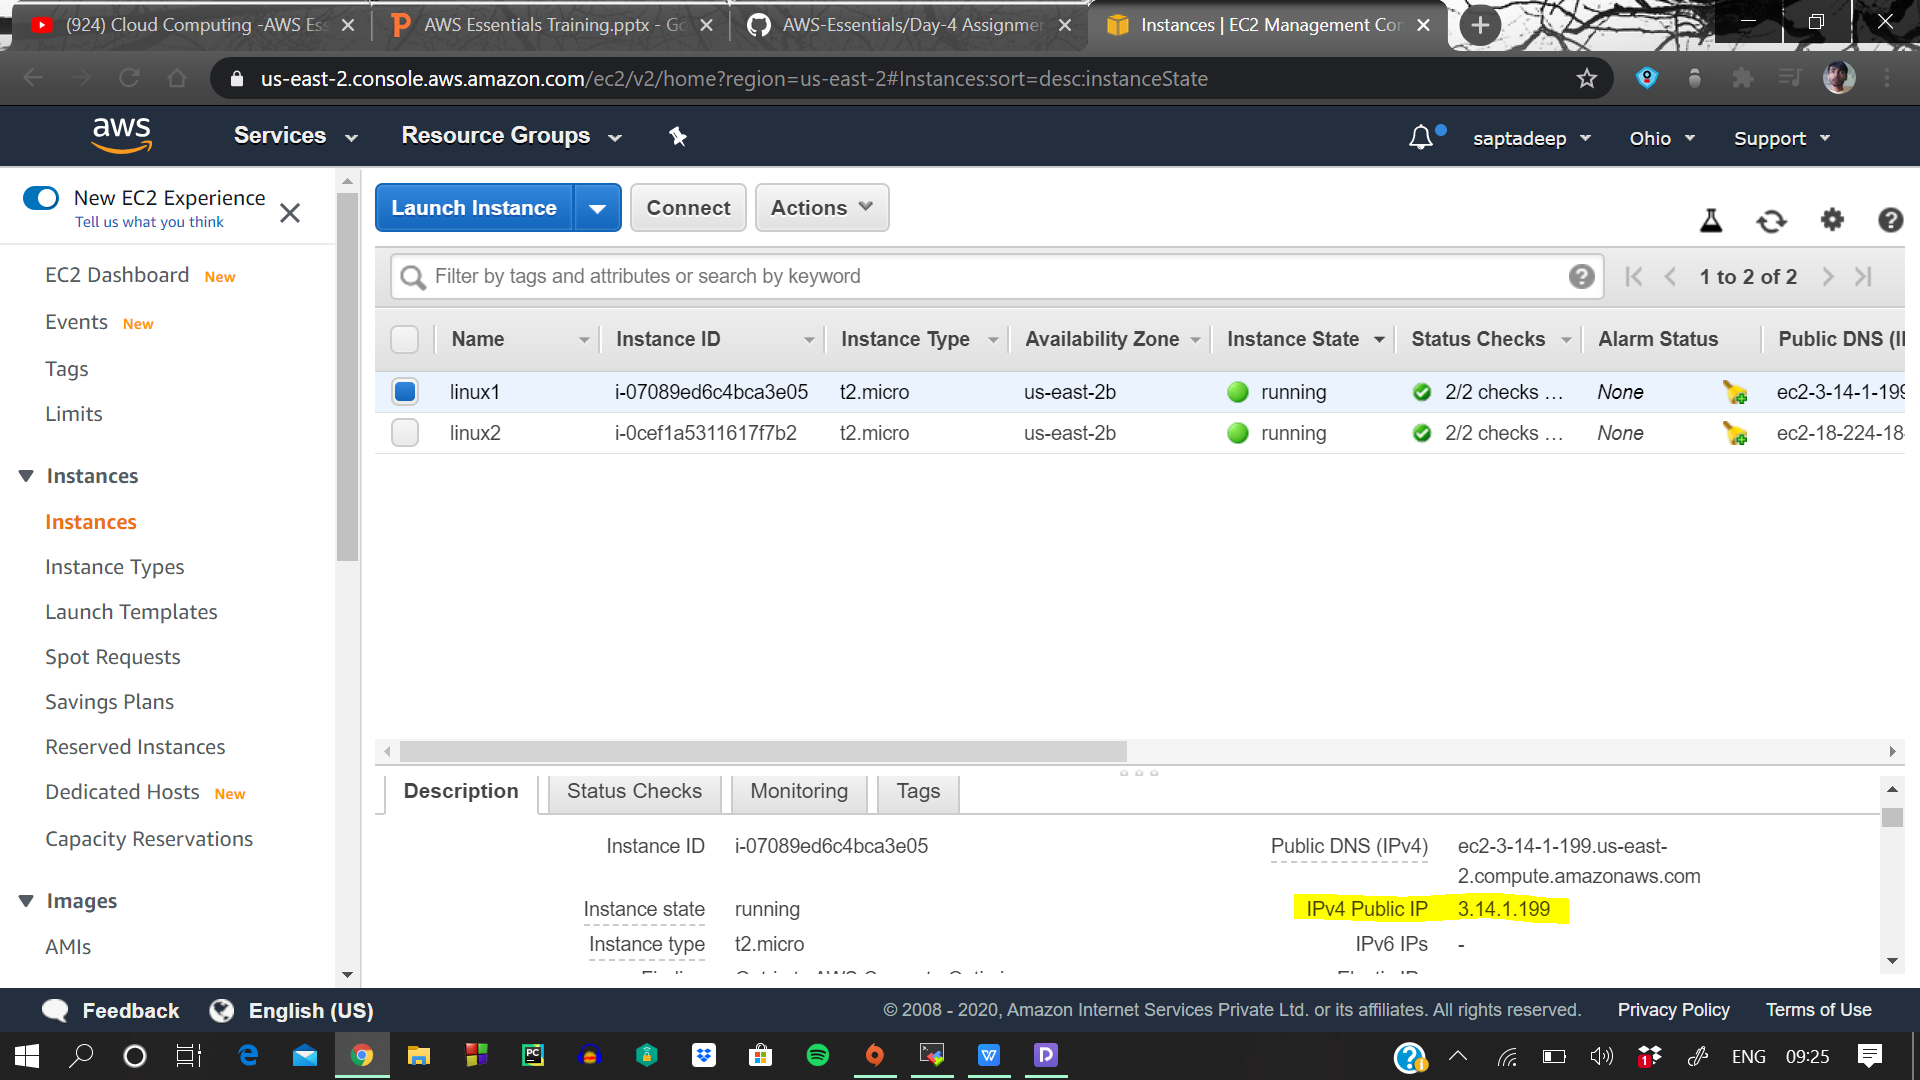 (924) Cloud Computing -AWS Ess
AWS Essentials Training.pptx - Go
AWS-Essentials/Day-4 Assignmen
Instances | EC2 Management Con
us-east-2.console.aws.amazon.com/ec2/v2/home?region=us-east-2#Instances:sort=desc:instanceState
aws
Services
Resource Groups
saptadeep
Ohio
Support
New EC2 Experience
Tell us what you think
EC2 Dashboard New
Events New
Tags
Limits
Instances
Instances
Instance Types
Launch Templates
Spot Requests
Savings Plans
Reserved Instances
Dedicated Hosts New
Capacity Reservations
Images
AMIs
Launch Instance
Connect
Actions
Filter by tags and attributes or search by keyword
1 to 2 of 2
Name Instance ID Instance Type Availability Zone Instance State Status Checks Alarm Status Public DNS (I
linux1 i-07089ed6c4bca3e05 t2.micro us-east-2b running 2/2 checks ... None ec2-3-14-1-199
linux2 i-0cef1a5311617f7b2 t2.micro us-east-2b running 2/2 checks ... None ec2-18-224-18-
Description Status Checks Monitoring Tags
Instance ID i-07089ed6c4bca3e05
Public DNS (IPv4) ec2-3-14-1-199.us-east-
2.compute.amazonaws.com
Instance state running
IPv4 Public IP 3.14.1.199
Instance type t2.micro
IPv6 IPs -
Feedback
English (US)
© 2008 - 2020, Amazon Internet Services Private Ltd. or its affiliates. All rights reserved.
Privacy Policy
Terms of Use
ENG
09:25